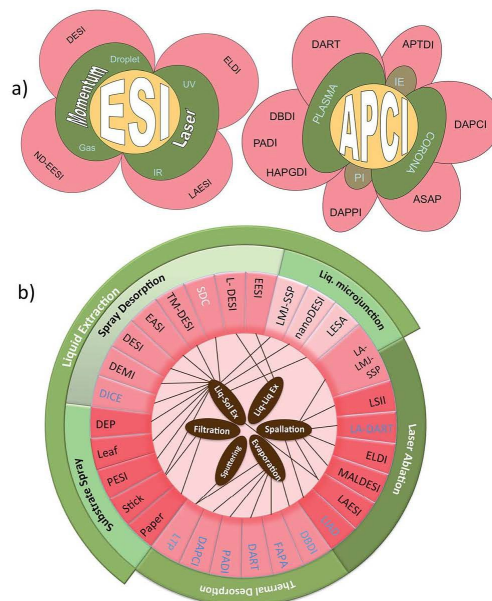 a)
DESI
Droplet
Momentum
ESI
Gas
ND-EESI
ELDI
UV
Laser
IR
LAESI
DART
APTDI
IE
PLASMA
APCI
CORONA
DBDI
PADI
HAPGDI
DAPCI
PI
DAPPI
ASAP
b)
Liquid Extraction
Spray Desorption
Liq. microjunction
Laser Ablation
Thermal Desorption
Substrate Spray
DICE
DEMI
DESI
EASI
TM-DESI
SDC
L- DESI
EESI
LMJ-SSP
nanoDESI
LESA
LA-
LMJ-
SSP
LSII
LA-DART
ELDI
MALDESI
LAESI
DBDI
FAPA
DART
PADI
DAPCI
LTP
Paper
Stick
PESI
Leaf
DEP
Liq-Sol Ex
Liq-Liq Ex
Filtration
Spallation
Sputtering
Evaporation